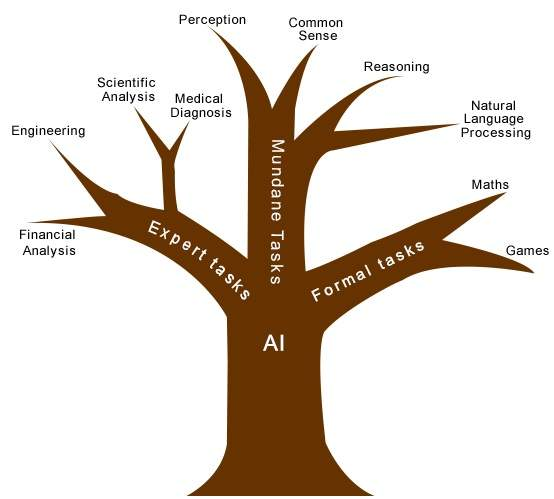 Perception
Common
Sense
Reasoning
Scientific
Analysis
Medical
Diagnosis
Natural
Language
Processing
Engineering
Maths
Financial
Analysis
Games
Expert tasks
Mundane Tasks
Formal tasks
AI